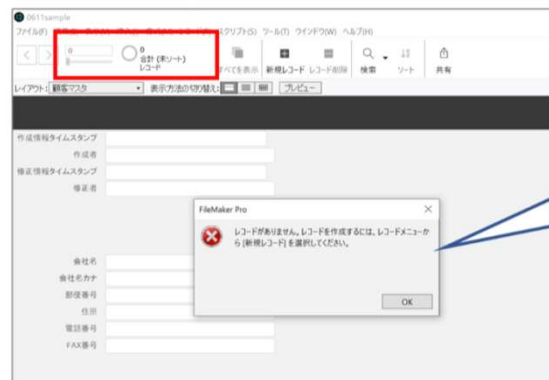 0611sample
ファイル(F)
スクリプト(S) ツール(T) ウインドウ(W) ヘルプ(H)
0
0
合計 (未ソート)
レコード
すべてを表示 新規レコード レコード削除 検索 ソート 共有
レイアウト: 顧客マスタ 表示方法の切り替え: プレビュー
作成情報タイムスタンプ
作成者
修正情報タイムスタンプ
修正者
FileMaker Pro
レコードがありません。レコードを作成するには、レコードメニューか
ら [新規レコード] を選択してください。
OK
会社名
会社名カナ
郵便番号
住所
電話番号
FAX番号